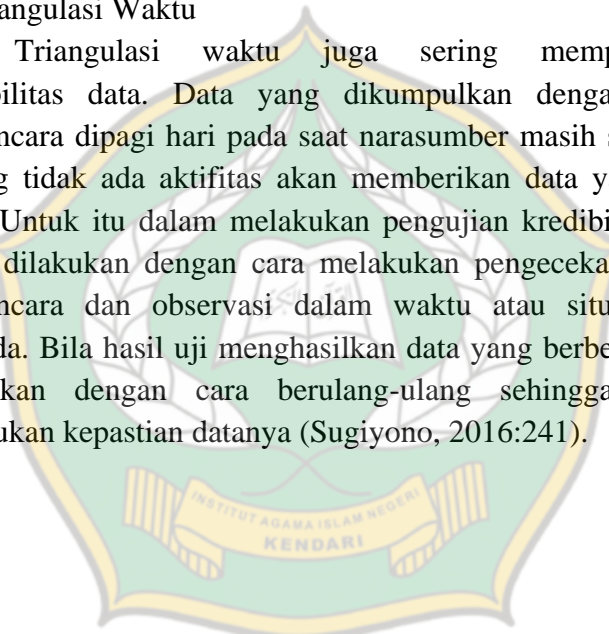 angulasi Waktu
Triangulasi waktu juga sering memp
bilitas data. Data yang dikumpulkan denga
ncara dipagi hari pada saat narasumber masih s
g tidak ada aktifitas akan memberikan data y
Untuk itu dalam melakukan pengujian kredibi
dilakukan dengan cara melakukan pengeceka
ncara dan observasi dalam waktu atau situ
da. Bila hasil uji menghasilkan data yang berbe
kan dengan cara berulang-ulang sehingga
ukan kepastian datanya (Sugiyono, 2016:241).
INSTITUT AGAMA ISLAM NEGERI
KENDARI